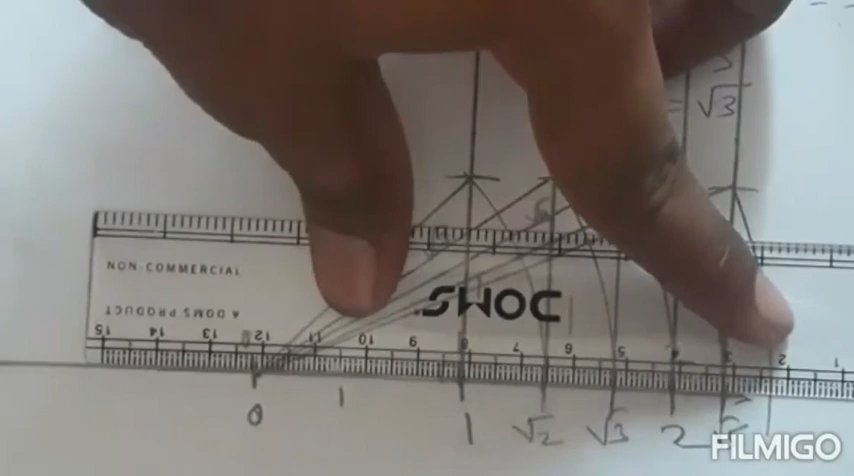 = √3
NON-COMMERCIAL
DOMS
A DOMS PRODUCT
15 14 13 12 11 10 9 8 7 6 5 4 3 2 1
0 1 1 √2 √3 2
FILMIGO